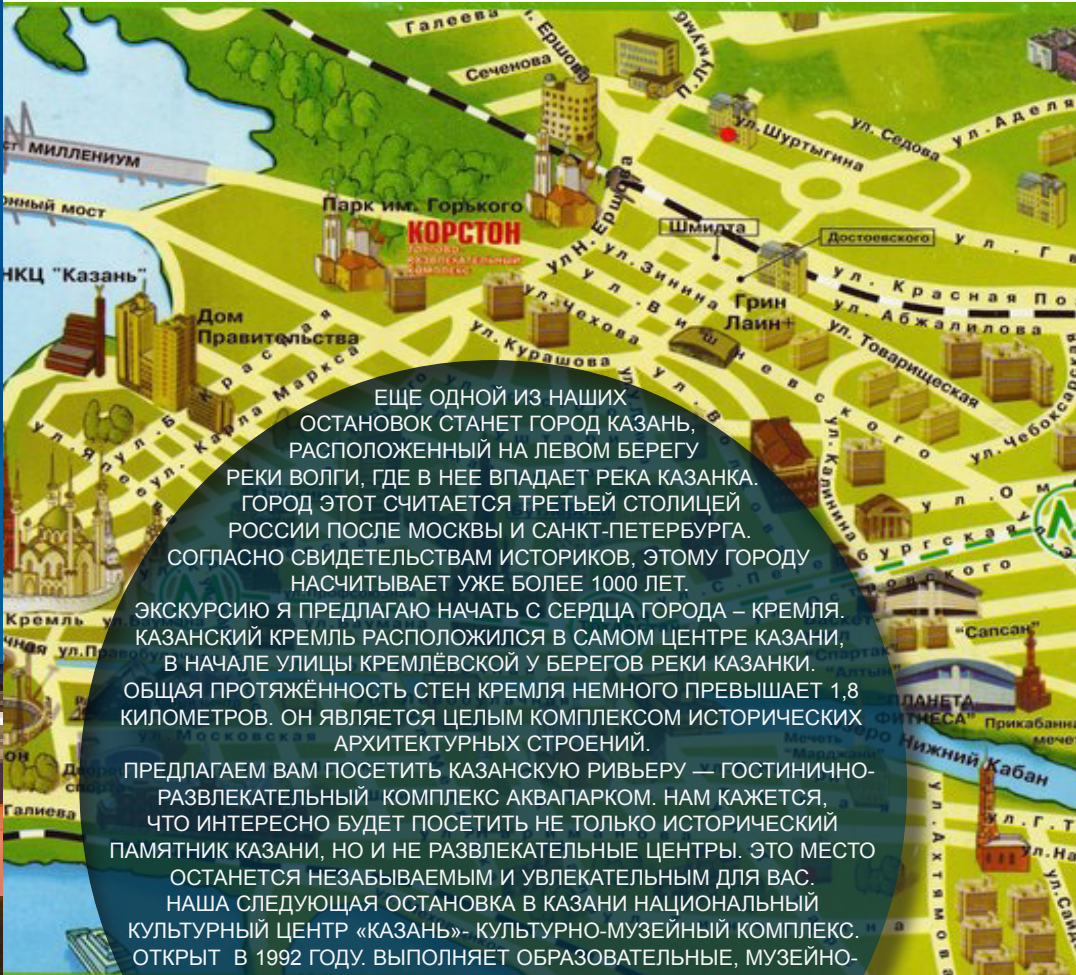 Галеева
Ершова
Сеченова
ул. Шуртыгина
ул. Седова
ул. Аделя
МИЛЛЕНИУМ
мост
Парк им. Горького
КОРСТОН
ТОРГОВО
РАЗВЛЕКАТЕЛЬНЫЙ
КОМПЛЕКС
Шмидта
Достоевского
НКЦ "Казань"
ул. Н. Ершова
ул. Зинина
ул. Вишневского
ул. Чехова
ул. Курашова
Грин
Лаин+
ул. Красная
ул. Абжалилова
ул. Товарищеская
Дом
Правительства
Карла Маркса
ул. Калинина
ЕЩЕ ОДНОЙ ИЗ НАШИХ
ОСТАНОВОК СТАНЕТ ГОРОД КАЗАНЬ,
РАСПОЛОЖЕННЫЙ НА ЛЕВОМ БЕРЕГУ
РЕКИ ВОЛГИ, ГДЕ В НЕЕ ВПАДАЕТ РЕКА КАЗАНКА.
ГОРОД ЭТОТ СЧИТАЕТСЯ ТРЕТЬЕЙ СТОЛИЦЕЙ
РОССИИ ПОСЛЕ МОСКВЫ И САНКТ-ПЕТЕРБУРГА.
СОГЛАСНО СВИДЕТЕЛЬСТВАМ ИСТОРИКОВ, ЭТОМУ ГОРОДУ
НАСЧИТЫВАЕТ УЖЕ БОЛЕЕ 1000 ЛЕТ.
ЭКСКУРСИЮ Я ПРЕДЛАГАЮ НАЧАТЬ С СЕРДЦА ГОРОДА – КРЕМЛЯ.
КАЗАНСКИЙ КРЕМЛЬ РАСПОЛОЖИЛСЯ В САМОМ ЦЕНТРЕ КАЗАНИ,
В НАЧАЛЕ УЛИЦЫ КРЕМЛЁВСКОЙ У БЕРЕГОВ РЕКИ КАЗАНКИ.
ОБЩАЯ ПРОТЯЖЁННОСТЬ СТЕН КРЕМЛЯ НЕМНОГО ПРЕВЫШАЕТ 1,8
КИЛОМЕТРОВ. ОН ЯВЛЯЕТСЯ ЦЕЛЫМ КОМПЛЕКСОМ ИСТОРИЧЕСКИХ
АРХИТЕКТУРНЫХ СТРОЕНИЙ.
ПРЕДЛАГАЕМ ВАМ ПОСЕТИТЬ КАЗАНСКУЮ РИВЬЕРУ — ГОСТИНИЧНО-
РАЗВЛЕКАТЕЛЬНЫЙ КОМПЛЕКС АКВАПАРКОМ. НАМ КАЖЕТСЯ,
ЧТО ИНТЕРЕСНО БУДЕТ ПОСЕТИТЬ НЕ ТОЛЬКО ИСТОРИЧЕСКИЙ
ПАМЯТНИК КАЗАНИ, НО И НЕ РАЗВЛЕКАТЕЛЬНЫЕ ЦЕНТРЫ. ЭТО МЕСТО
ОСТАНЕТСЯ НЕЗАБЫВАЕМЫМ И УВЛЕКАТЕЛЬНЫМ ДЛЯ ВАС.
НАША СЛЕДУЮЩАЯ ОСТАНОВКА В КАЗАНИ НАЦИОНАЛЬНЫЙ
КУЛЬТУРНЫЙ ЦЕНТР «КАЗАНЬ»- КУЛЬТУРНО-МУЗЕЙНЫЙ КОМПЛЕКС.
ОТКРЫТ В 1992 ГОДУ. ВЫПОЛНЯЕТ ОБРАЗОВАТЕЛЬНЫЕ, МУЗЕЙНО-
Кремль
ул. Московская
Галиева
"Сапсан"
"Спартак"
"Алтын"
ПЛАНЕТА
ФИТНЕСА"
Мечеть
"Марджани"
Нижний Кабан
ул. Ахтямова